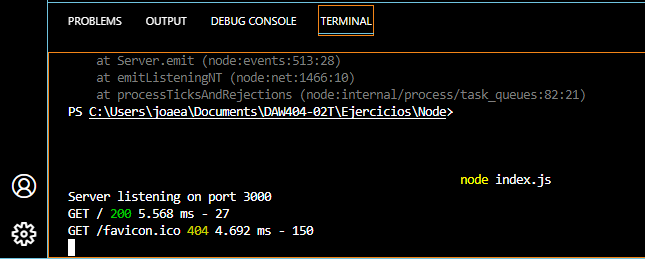 PROBLEMS OUTPUT DEBUG CONSOLE TERMINAL
at Server.emit (node:events:513:28)
at emitListeningNT (node:net:1466:10)
at processTicksAndRejections (node:internal/process/task_queues:82:21)
PS C:\Users\joaea\Documents\DAW404-02T\Ejercicios\Node>
node index.js
Server listening on port 3000
GET / 200 5.568 ms - 27
GET /favicon.ico 404 4.692 ms - 150